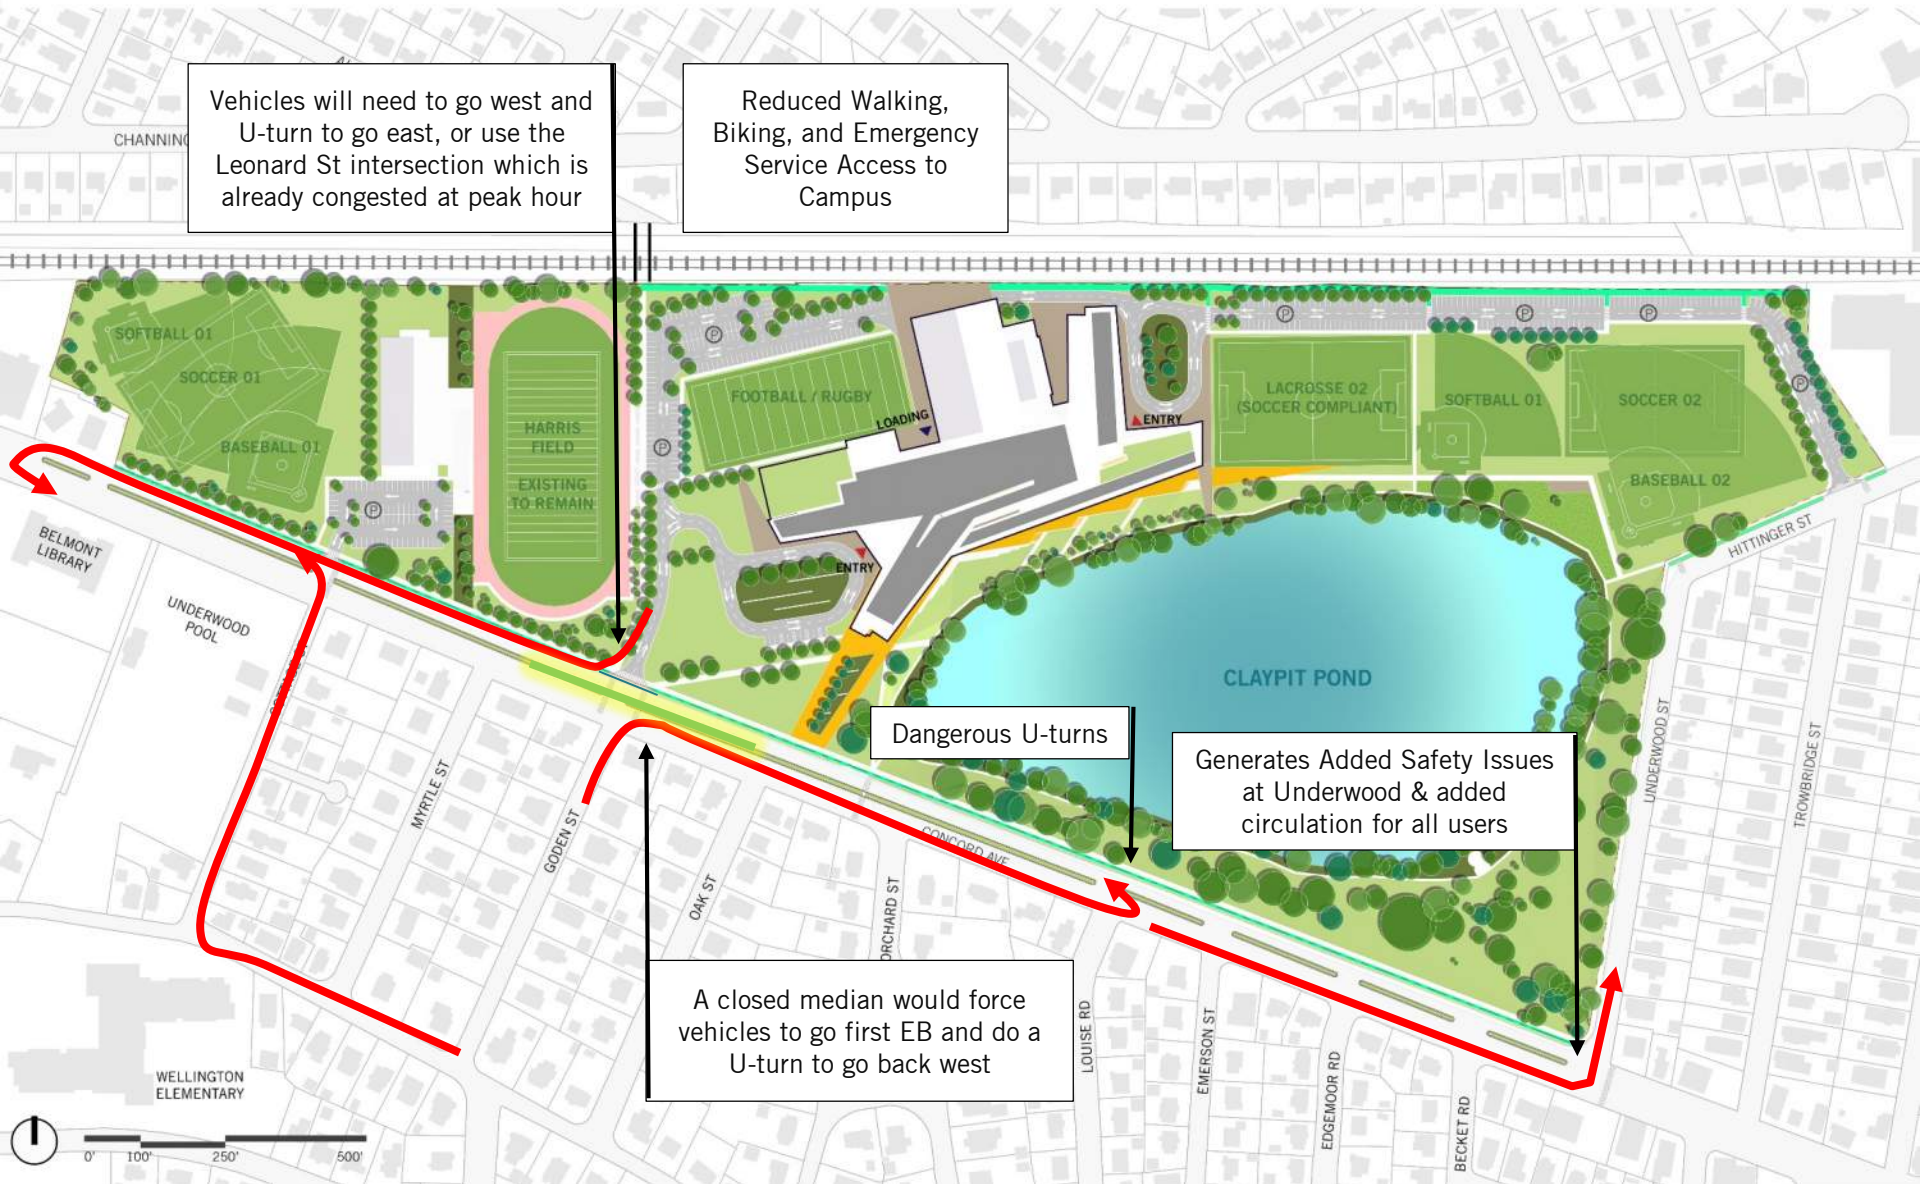 CHANNING
Vehicles will need to go west and
U-turn to go east, or use the
Leonard St intersection which is
already congested at peak hour
Reduced Walking,
Biking, and Emergency
Service Access to
Campus
SOFTBALL 01
SOCCER 01
BASEBALL 01
HARRIS
FIELD
EXISTING
TO REMAIN
P
P
P
FOOTBALL / RUGBY
LOADING
ENTRY
ENTRY
P
P
P
P
LACROSSE 02
(SOCCER COMPLIANT)
SOFTBALL 01
SOCCER 02
BASEBALL 02
HITTINGER ST
BELMONT
LIBRARY
UNDERWOOD
POOL
MYRTLE ST
GODEN ST
OAK ST
ORCHARD ST
CONCORD AVE
CLAYPIT POND
UNDERWOOD ST
TROWBRIDGE ST
Dangerous U-turns
Generates Added Safety Issues
at Underwood & added
circulation for all users
A closed median would force
vehicles to go first EB and do a
U-turn to go back west
LOUISE RD
EMERSON ST
EDGEMOOR RD
BECKET RD
WELLINGTON
ELEMENTARY
0' 100' 250' 500'